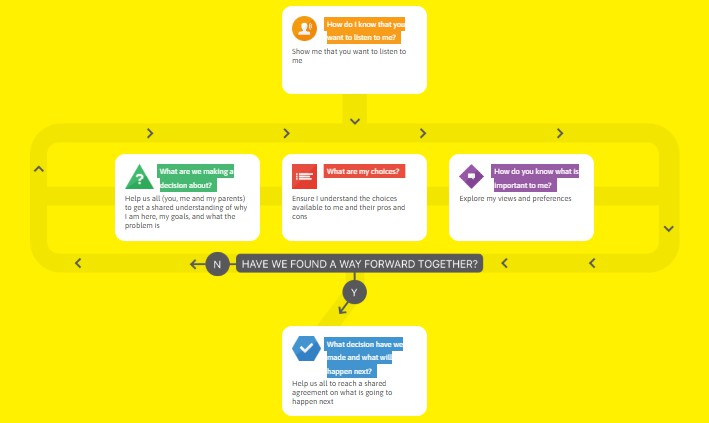 How do I know that you
want to listen to me?
Show me that you want to listen to
me
What are we making a
decision about?
Help us all (you, me and my parents)
to get a shared understanding of why
I am here, my goals, and what the
problem is
What are my choices?
Ensure I understand the choices
available to me and their pros and
cons
How do you know what is
important to me?
Explore my views and preferences
N
HAVE WE FOUND A WAY FORWARD TOGETHER?
Y
What decision have we
made and what will
happen next?
Help us all to reach a shared
agreement on what is going to
happen next